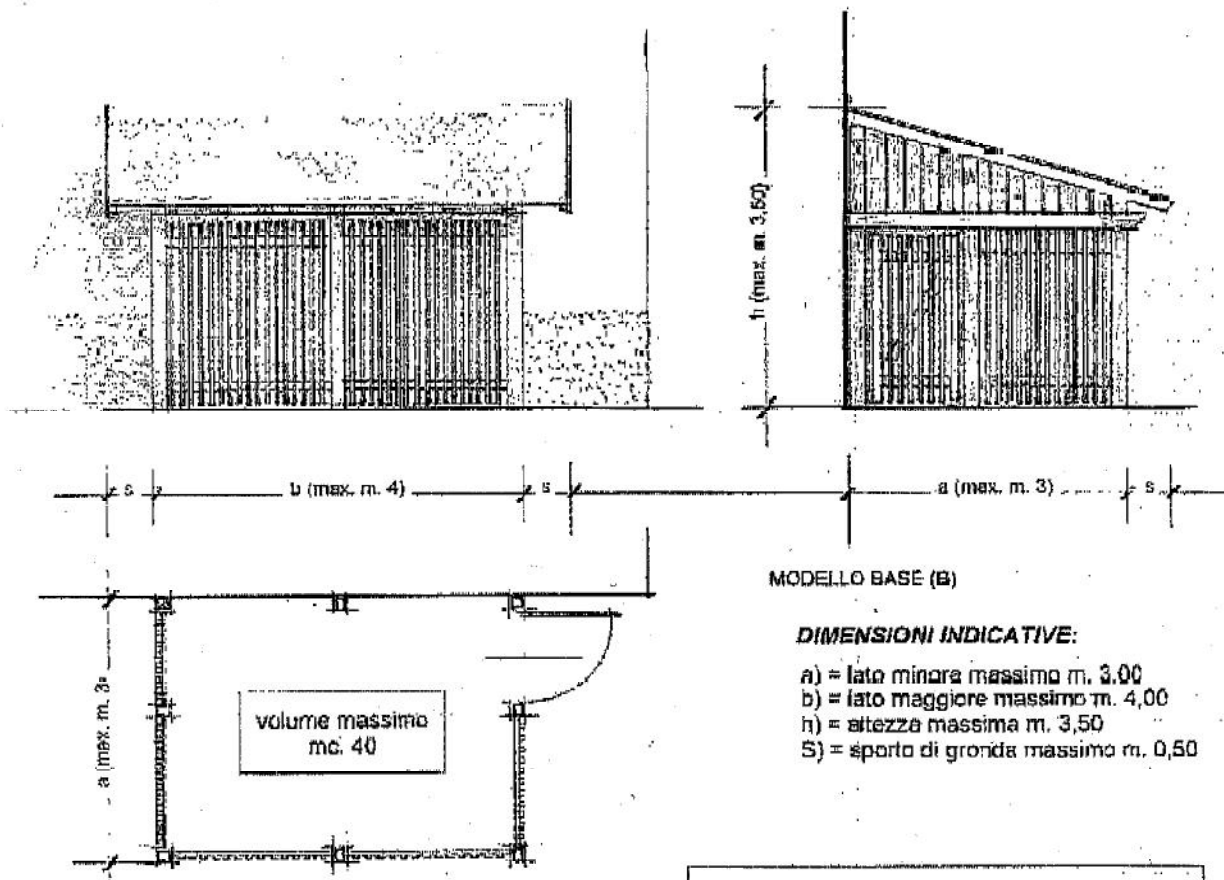 h (max. m. 3,50)
s
b (max. m. 4)
s
a (max. m. 3)
s
a (max. m. 3
volume massimo
mc. 40
MODELLO BASE (B)
DIMENSIONI INDICATIVE:
a) = lato minore massimo m. 3.00
b) = lato maggiore massimo m. 4,00
h) = altezza massima m. 3,50
S) = sporto di gronda massimo m. 0,50